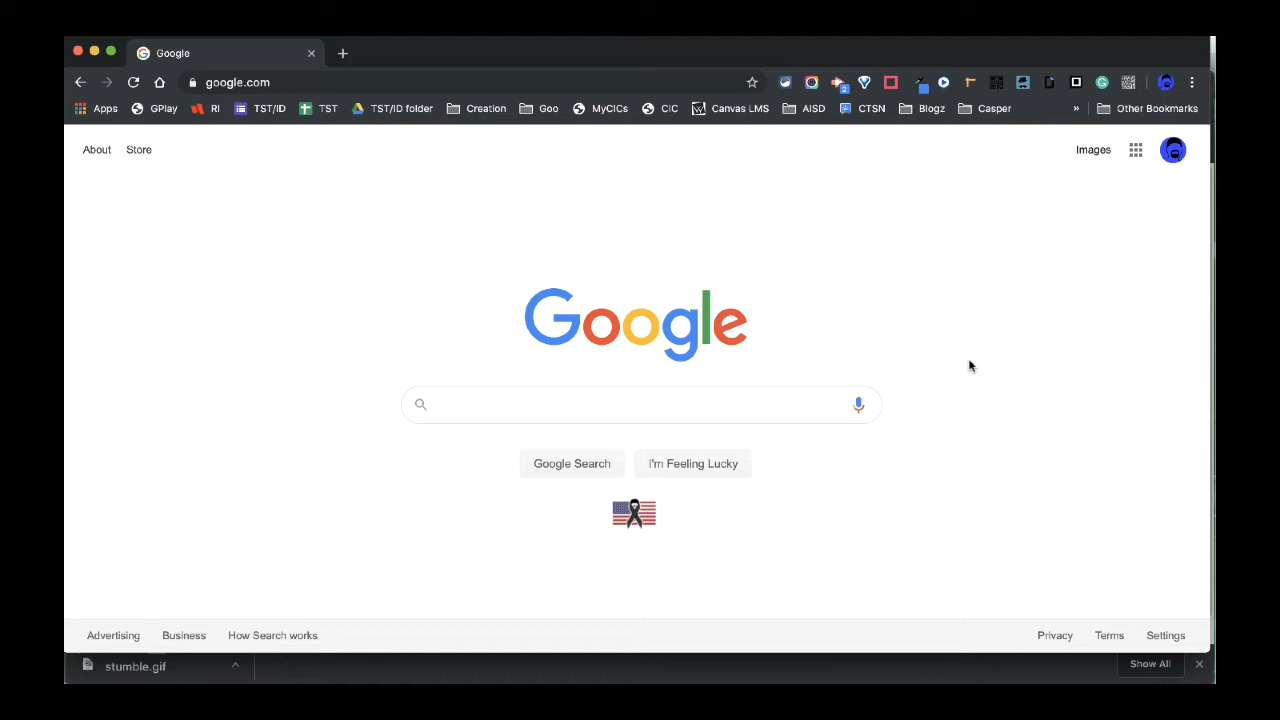 Google
google.com
Apps GPlay RI TST/ID TST TST/ID folder Creation Goo MyCICs CIC Canvas LMS AISD CTSN Blogz Casper » Other Bookmarks
About Store Images
Google
Google Search I'm Feeling Lucky
Advertising Business How Search works Privacy Terms Settings
stumble.gif Show All